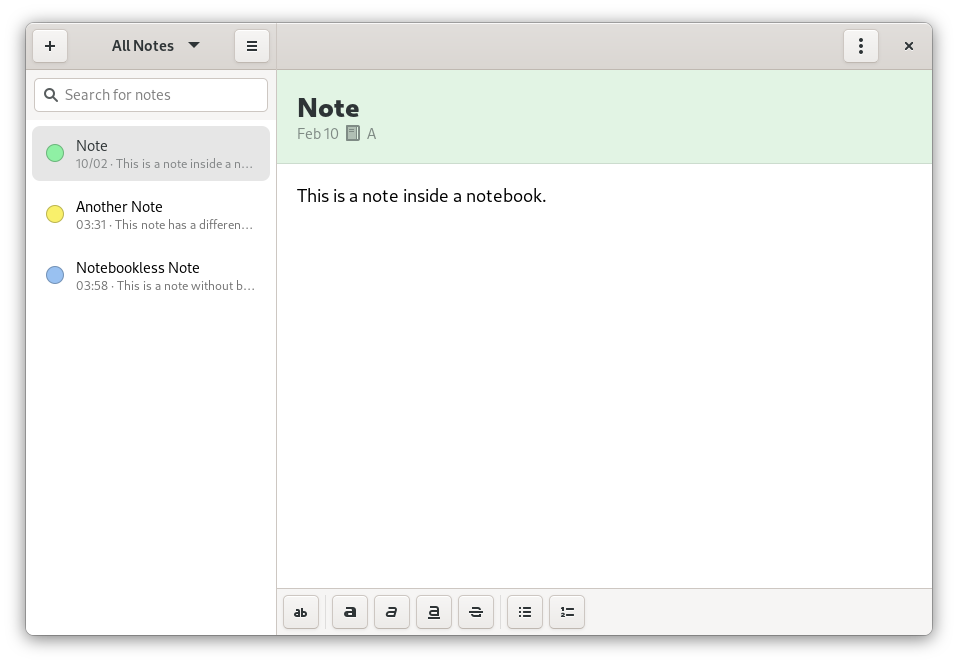 All Notes
Search for notes
Note
10/02 · This is a note inside a n…
Another Note
03:31 · This note has a differen…
Notebookless Note
03:58 · This is a note without b…
Note
Feb 10 A
This is a note inside a notebook.
ab a a a S